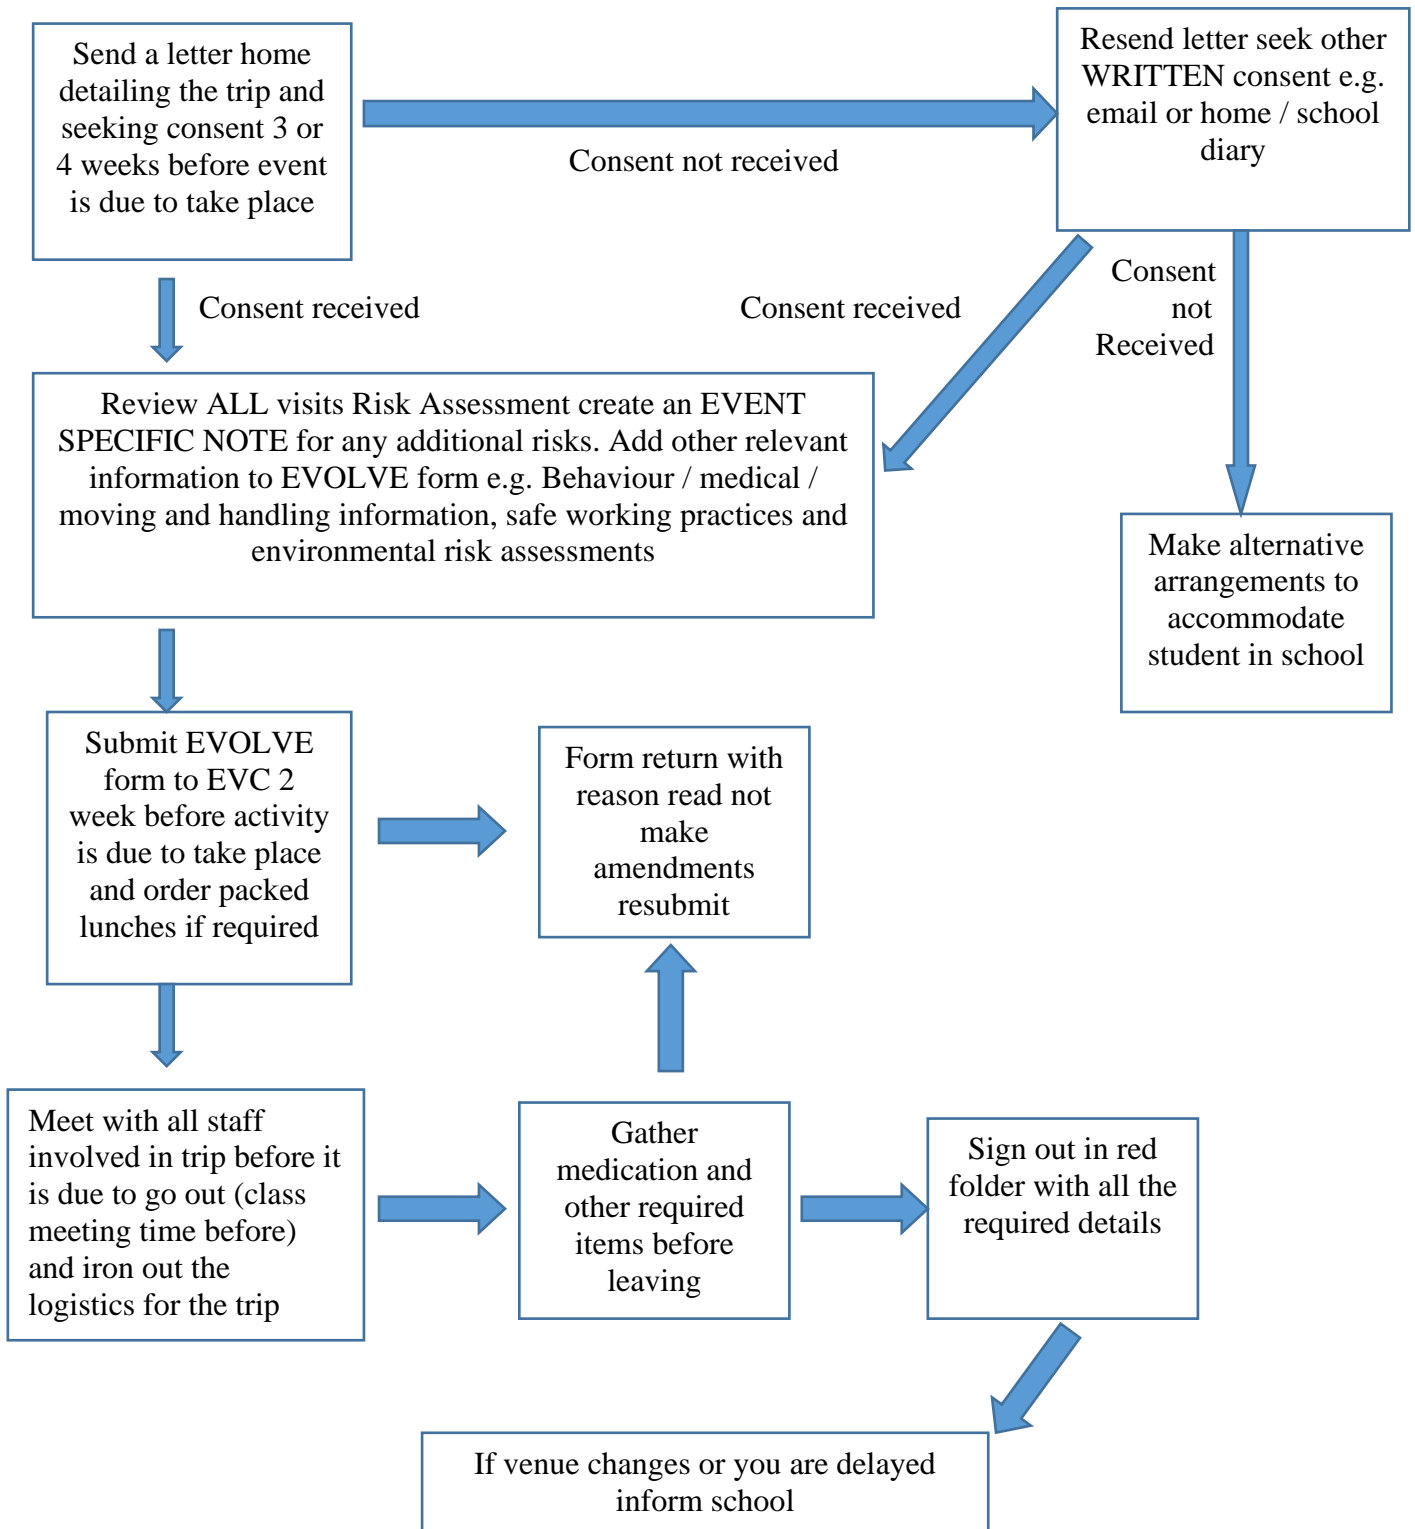 Send a letter home
detailing the trip and
seeking consent 3 or
4 weeks before event
is due to take place
Consent not received
Resend letter seek other
WRITTEN consent e.g.
email or home / school
diary
Consent received
Consent received
Consent
not
Received
Review ALL visits Risk Assessment create an EVENT
SPECIFIC NOTE for any additional risks. Add other relevant
information to EVOLVE form e.g. Behaviour / medical /
moving and handling information, safe working practices and
environmental risk assessments
Make alternative
arrangements to
accommodate
student in school
Submit EVOLVE
form to EVC 2
week before activity
is due to take place
and order packed
lunches if required
Form return with
reason read not
make
amendments
resubmit
Meet with all staff
involved in trip before it
is due to go out (class
meeting time before)
and iron out the
logistics for the trip
Gather
medication and
other required
items before
leaving
Sign out in red
folder with all the
required details
If venue changes or you are delayed
inform school